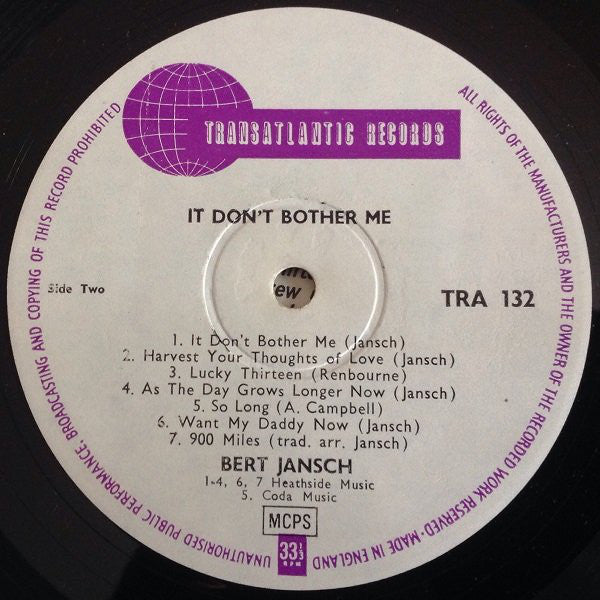 TRANSATLANTIC RECORDS
IT DON'T BOTHER ME
Side Two
TRA 132
1. It Don't Bother Me (Jansch)
2. Harvest Your Thoughts of Love (Jansch)
3. Lucky Thirteen (Renbourne)
4. As The Day Grows Longer Now (Jansch)
5. So Long (A. Campbell)
6. Want My Daddy Now (Jansch)
7. 900 Miles (trad. arr. Jansch)
BERT JANSCH
1-4, 6, 7 Heathside Music
5. Coda Music
MCPS
33⅓
RPM
ALL RIGHTS OF THE MANUFACTURERS AND THE OWNER OF THE RECORDED WORK RESERVED·MADE IN ENGLAND
UNAUTHORISED PUBLIC PERFORMANCE, BROADCASTING AND COPYING OF THIS RECORD PROHIBITED